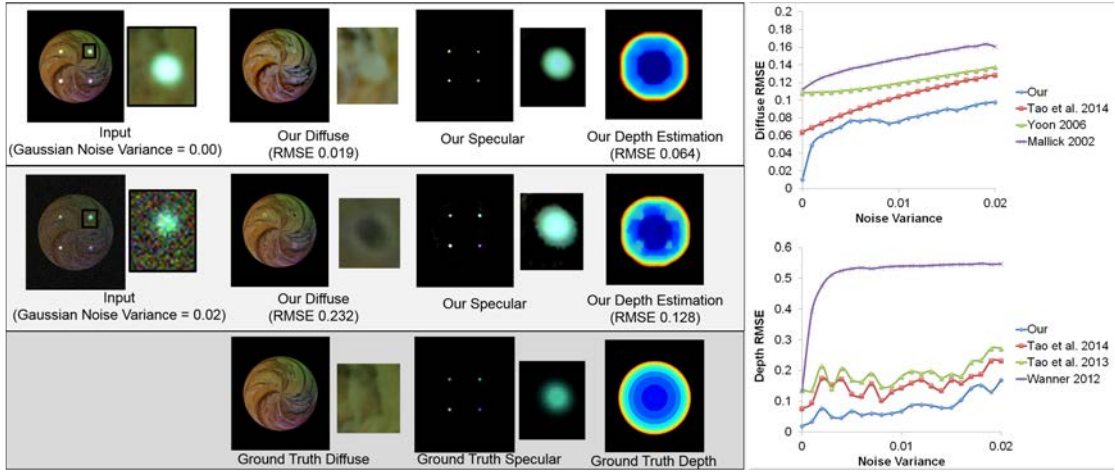 Input
(Gaussian Noise Variance = 0.00)
Our Diffuse
(RMSE 0.019)
Our Specular
Our Depth Estimation
(RMSE 0.064)
Input
(Gaussian Noise Variance = 0.02)
Our Diffuse
(RMSE 0.232)
Our Specular
Our Depth Estimation
(RMSE 0.128)
Ground Truth Diffuse
Ground Truth Specular
Ground Truth Depth
Diffuse RMSE
0.2
0.18
0.16
0.14
0.12
0.1
0.08
0.06
0.04
0.02
0
0 0.01 0.02
Noise Variance
Our
Tao et al. 2014
Yoon 2006
Mallick 2002
Depth RMSE
0.6
0.5
0.4
0.3
0.2
0.1
0
0 0.01 0.02
Noise Variance
Our
Tao et al. 2014
Tao et al. 2013
Wanner 2012